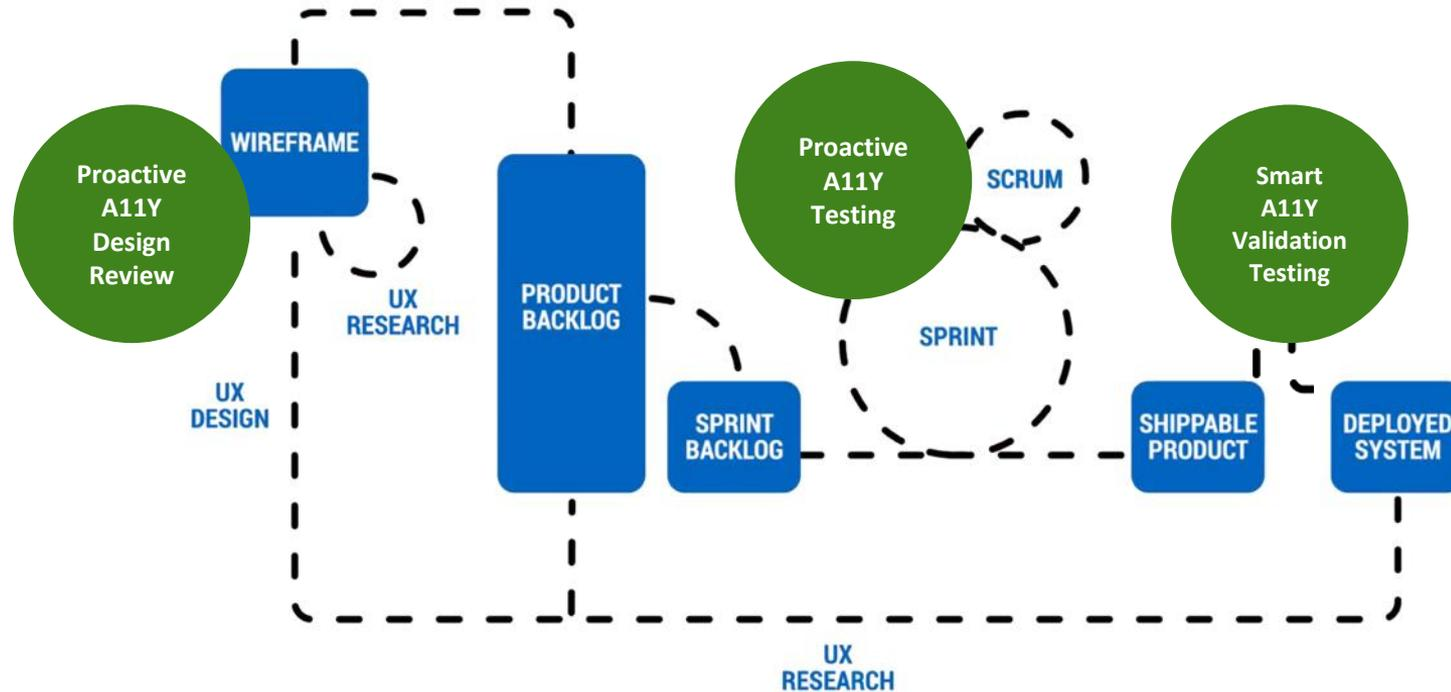 WIREFRAME
Proactive
A11Y
Design
Review
UX
RESEARCH
UX
DESIGN
PRODUCT
BACKLOG
SPRINT
BACKLOG
Proactive
A11Y
Testing
SCRUM
SPRINT
Smart
A11Y
Validation
Testing
SHIPPABLE
PRODUCT
DEPLOYED
SYSTEM
UX
RESEARCH